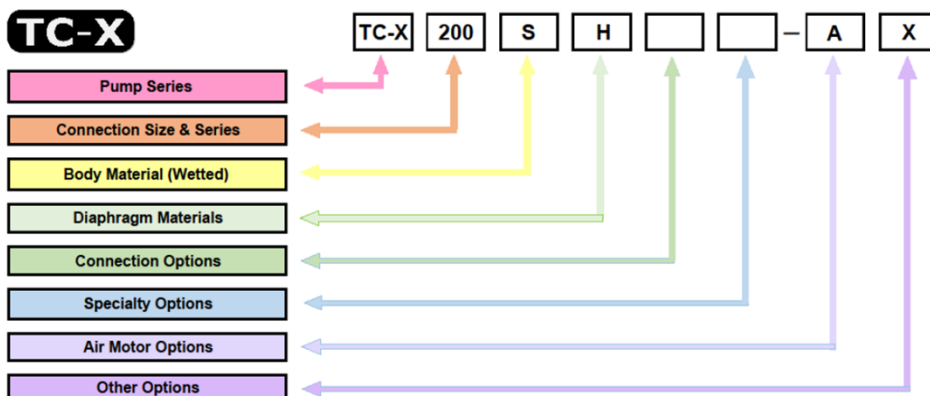 TC-X TC-X 200 S H – A X
Pump Series
Connection Size & Series
Body Material (Wetted)
Diaphragm Materials
Connection Options
Specialty Options
Air Motor Options
Other Options